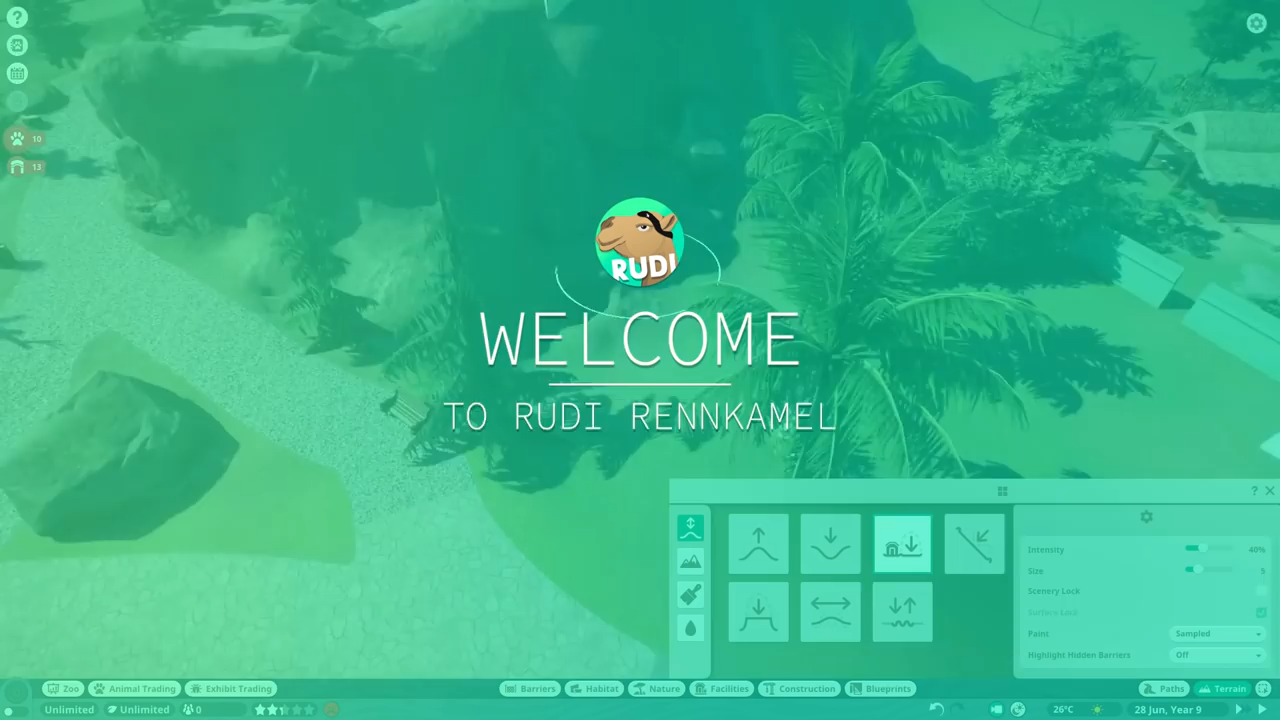 ?
10
13
RUDI
WELCOME
TO RUDI RENNKAMEL
?
Intensity
40%
Size
5
Scenery Lock
Surface Lock
Paint
Sampled
Highlight Hidden Barriers
Off
Zoo
Animal Trading
Exhibit Trading
Barriers
Habitat
Nature
Facilities
Construction
Blueprints
Paths
Terrain
Unlimited
Unlimited
0
26°C
28 Jun, Year 9